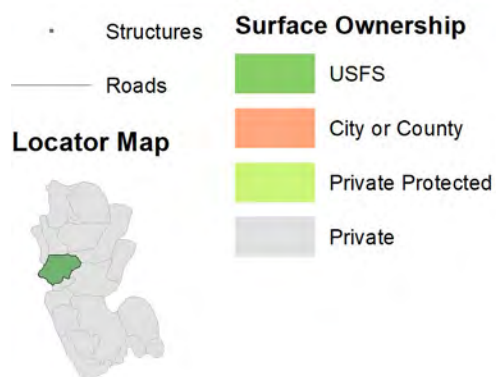 Structures
Roads
Locator Map
Surface Ownership
USFS
City or County
Private Protected
Private